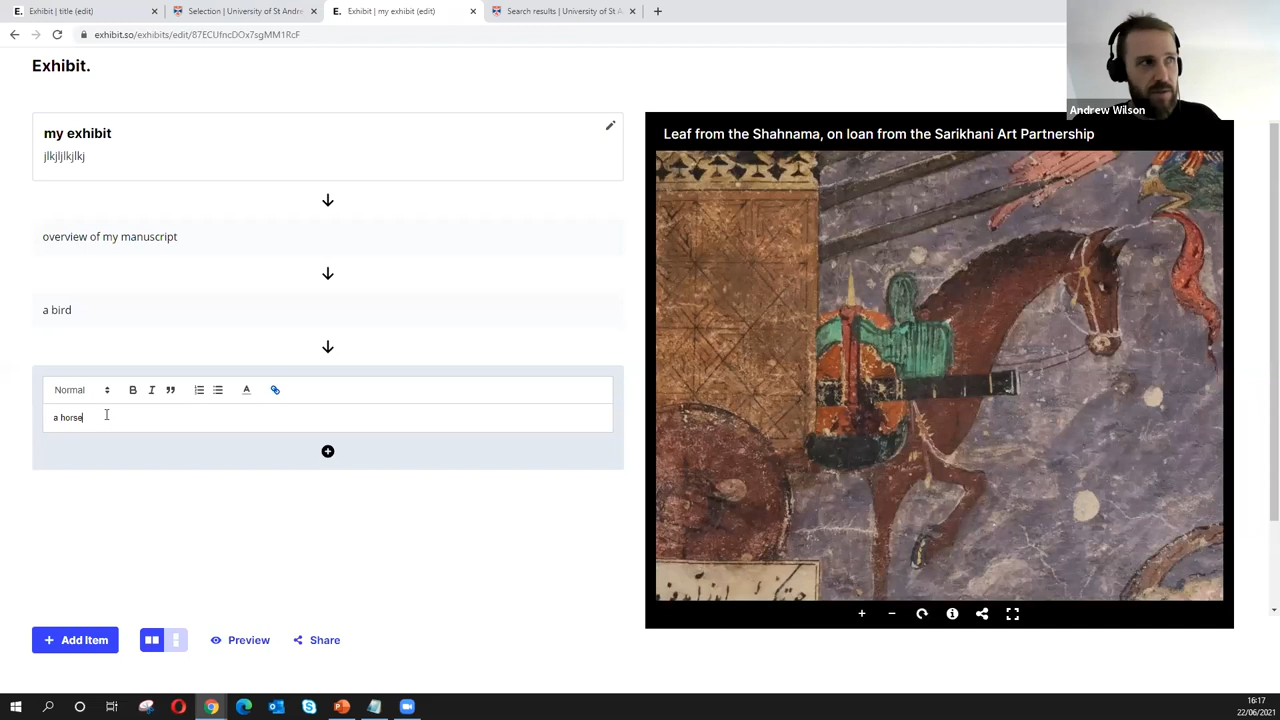 Exhibit | title (edit)
Selection | University of St Andre
Exhibit | my exhibit (edit)
Search results | University of St A
exhibit.so/exhibits/edit/87ECUfncDOx7sgMM1RcF
Exhibit.
Andrew Wilson
my exhibit
jlkjljlkjlkj
overview of my manuscript
a bird
Normal
a horse
Leaf from the Shahnama, on loan from the Sarikhani Art Partnership
Add Item
Preview
Share
16:17
22/06/2021